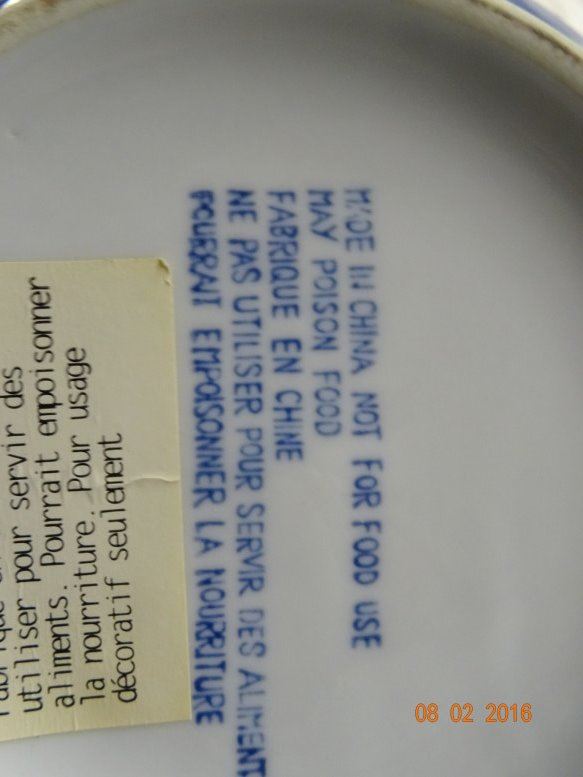 MADE IN CHINA NOT FOR FOOD USE
MAY POISON FOOD
FABRIQUE EN CHINE
NE PAS UTILISER POUR SERVIR DES ALIMENT
POURRAI EMPOISONNER LA NOURRITURE
utiliser pour servir des
aliments. Pourrait empoisonner
la nourriture. Pour usage
décoratif seulement
08 02 2016